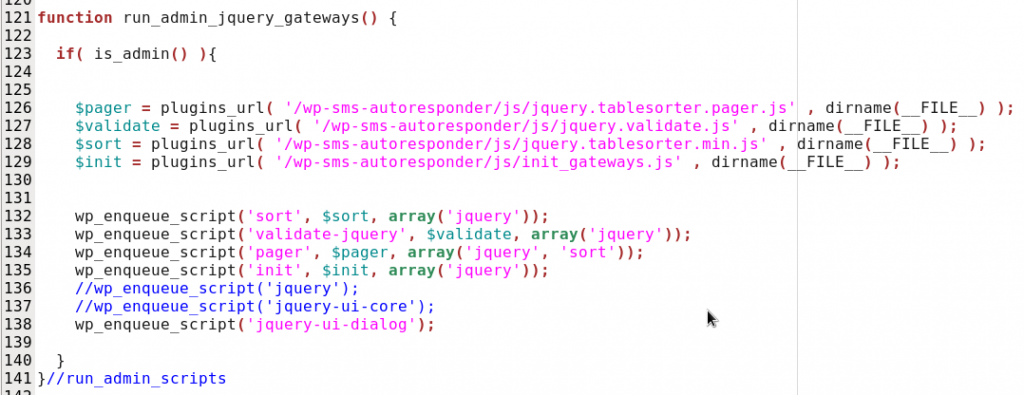 121 function run_admin_jquery_gateways() {
122
123 if( is_admin() ){
124
125
126 $pager = plugins_url( '/wp-sms-autoresponder/js/jquery.tablesorter.pager.js' , dirname(__FILE__) );
127 $validate = plugins_url( '/wp-sms-autoresponder/js/jquery.validate.js' , dirname(__FILE__) );
128 $sort = plugins_url( '/wp-sms-autoresponder/js/jquery.tablesorter.min.js' , dirname(__FILE__) );
129 $init = plugins_url( '/wp-sms-autoresponder/js/init_gateways.js' , dirname(__FILE__) );
130
131
132 wp_enqueue_script('sort', $sort, array('jquery'));
133 wp_enqueue_script('validate-jquery', $validate, array('jquery'));
134 wp_enqueue_script('pager', $pager, array('jquery', 'sort'));
135 wp_enqueue_script('init', $init, array('jquery'));
136 //wp_enqueue_script('jquery');
137 //wp_enqueue_script('jquery-ui-core');
138 wp_enqueue_script('jquery-ui-dialog');
139
140 }
141 }//run_admin_scripts